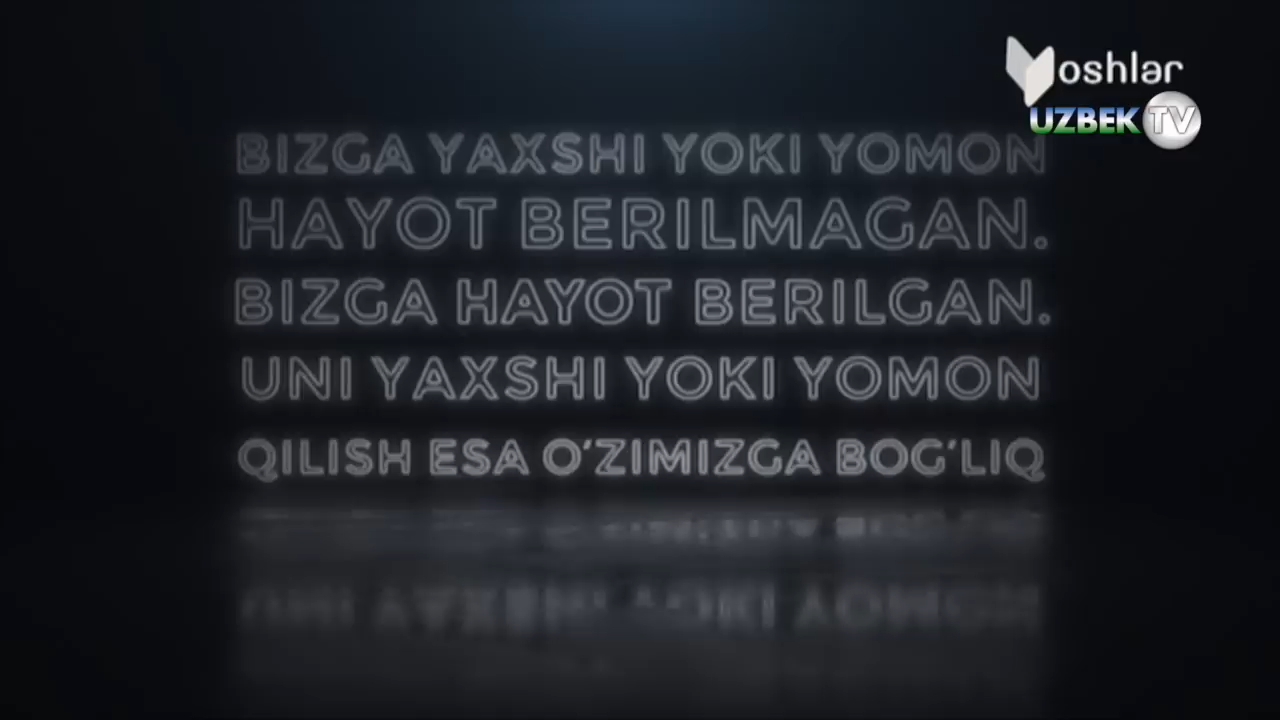 Yoshlar
UZBEK TV
BIZGA YAXSHI YOKI YOMON
HAYOT BERILMAGAN.
BIZGA HAYOT BERILGAN.
UNI YAXSHI YOKI YOMON
QILISH ESA O‘ZIMIZGA BOG‘LIQ